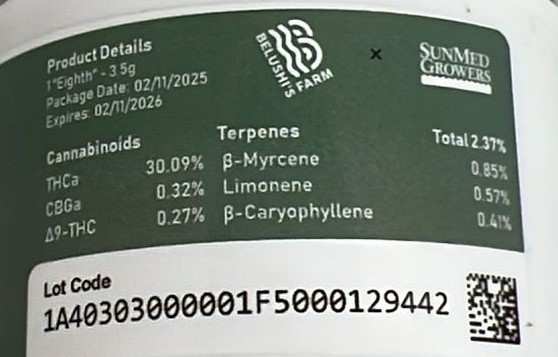 Product Details
1 "Eighth" - 3.5g
Package Date: 02/11/2025
Expires: 02/11/2026
BELUSHI'S FARM
×
SUNMED
GROWERS
Cannabinoids
THCa 30.09%
CBGa 0.32%
Δ9-THC 0.27%
Terpenes Total 2.37%
β-Myrcene 0.85%
Limonene 0.57%
β-Caryophyllene 0.41%
Lot Code
1A40303000001F5000129442